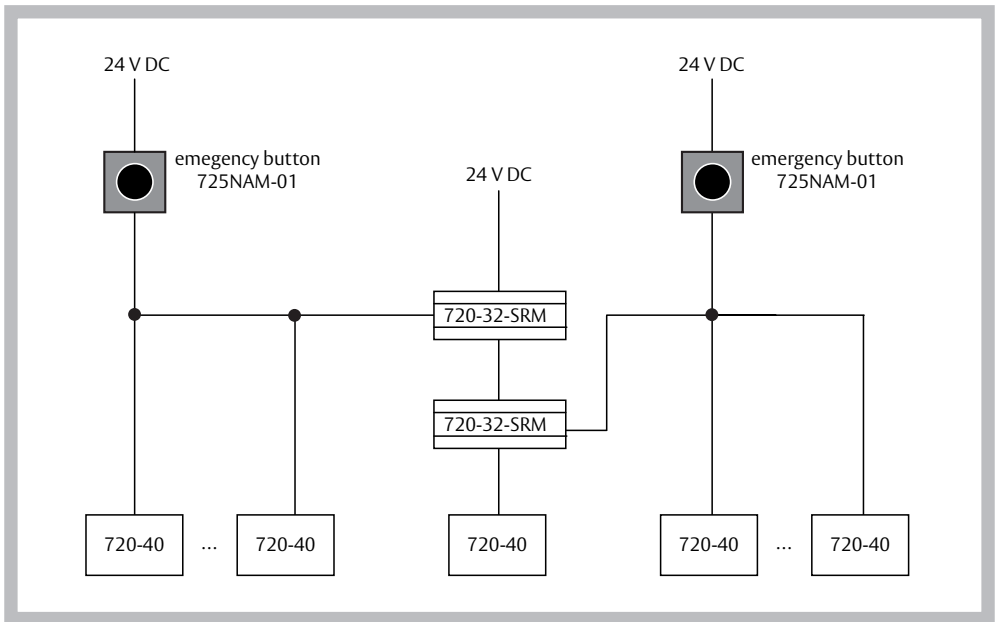 24 V DC
24 V DC
emegency button
725NAM-01
emergency button
725NAM-01
24 V DC
720-32-SRM
720-32-SRM
720-40
...
720-40
720-40
720-40
...
720-40